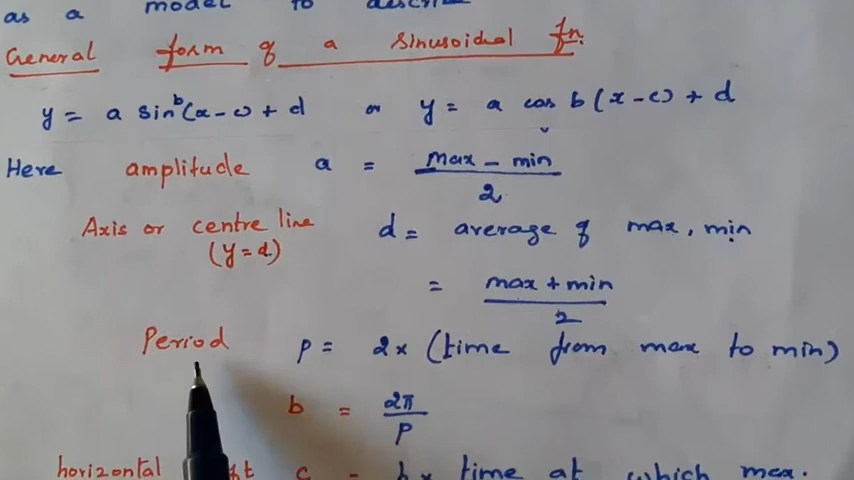 as a model to describe
General form of a sinusoidal fn.
y = a sin b(x-c) + d or y = a cos b(x-c) + d
Here amplitude a = max - min / 2
Axis or centre line d = average of max, min
(y=d)
= max + min / 2
Period p = 2x (time from max to min)
b = 2π / p
horizontal c time at which max.